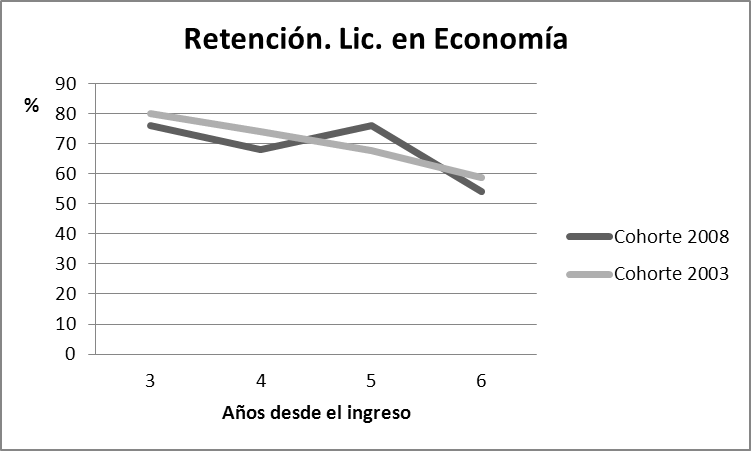 Retención. Lic. en Economía
%
90
80
70
60
50
40
30
20
10
0
3 4 5 6
Años desde el ingreso
Cohorte 2008
Cohorte 2003